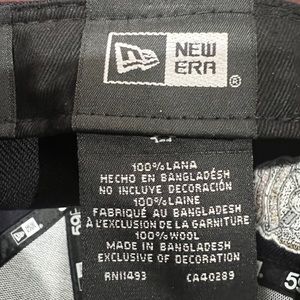 NEW
ERA
®
100% LANA
HECHO EN BANGLADÉSH
NO INCLUYE DECORACIÓN
100% LAINE
FABRIQUÉ AU BANGLADESH
À L'EXCLUSION DE LA GARNITURE
100% WOOL
MADE IN BANGLADESH
EXCLUSIVE OF DECORATION
RN11493 CA40289